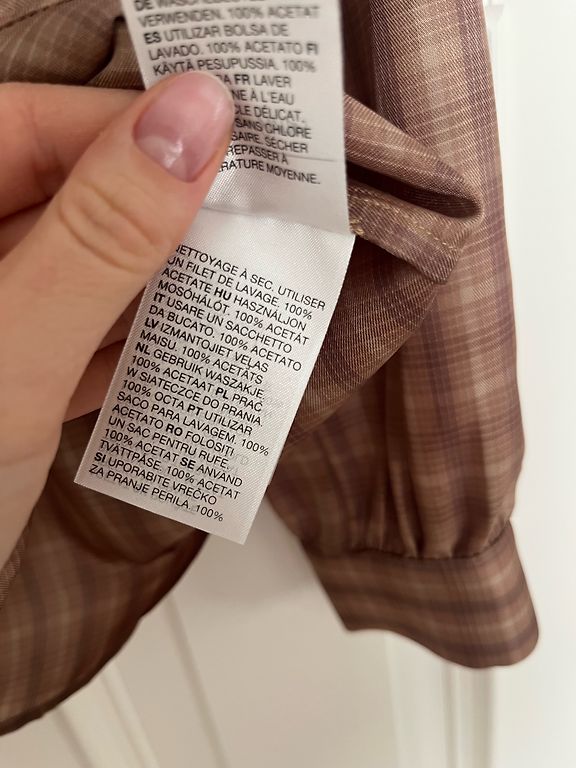 DE WÄSCHEBEUTEL
VERWENDEN. 100% ACETAT
ES UTILIZAR BOLSA DE
LAVADO. 100% ACETATO FI
KÄYTÄ PESUPUSSIA. 100%
FR LAVER
À L'EAU
DÉLICAT.
SANS CHLORE
SÉCHER
REPASSER À
MOYENNE.
NETTOYAGE À SEC. UTILISER
UN FILET DE LAVAGE. 100%
ACETATE HU HASZNÁLJON
MOSÓHÁLÓT. 100% ACETÁT
IT USARE UN SACCHETTO
DA BUCATO. 100% ACETATO
LV IZMANTOJIET VEĻAS
MAISU. 100% ACETĀTS
NL GEBRUIK WASZAKJE.
100% ACETAAT PL PRAĆ
W SIATECZCE DO PRANIA.
100% OCTA PT UTILIZAR
SACO PARA LAVAGEM. 100%
ACETATO RO FOLOSIȚI
UN SAC PENTRU RUFE.
100% ACETAT SE ANVÄND
TVÄTTPÅSE. 100% ACETAT
SI UPORABITE VREČKO
ZA PRANJE PERILA. 100%